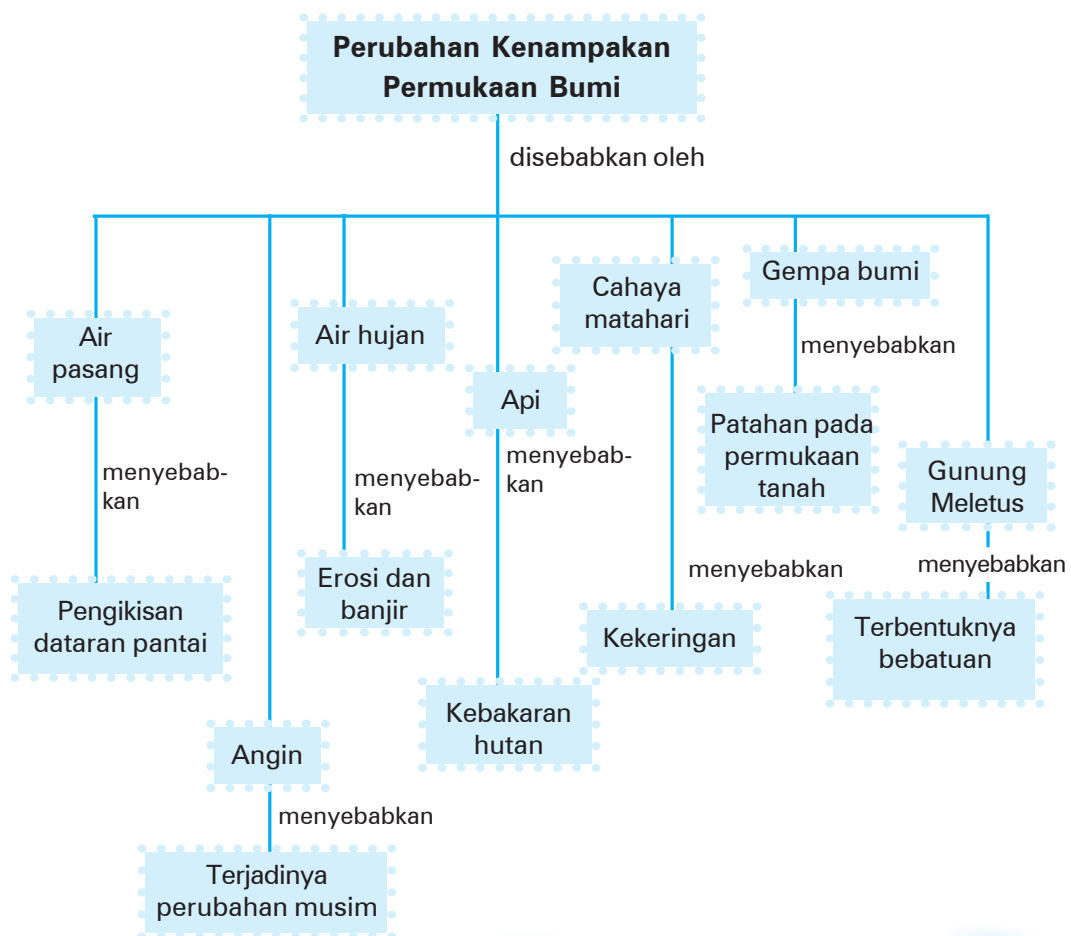 Perubahan Kenampakan
Permukaan Bumi
disebabkan oleh
Air
pasang
menyebab-
kan
Pengikisan
dataran pantai
Angin
menyebabkan
Terjadinya
perubahan musim
Air hujan
menyebab-
kan
Erosi dan
banjir
Api
menyebab-
kan
Kebakaran
hutan
Cahaya
matahari
menyebabkan
Kekeringan
Gempa bumi
menyebabkan
Patahan pada
permukaan
tanah
Gunung
Meletus
menyebabkan
Terbentuknya
bebatuan